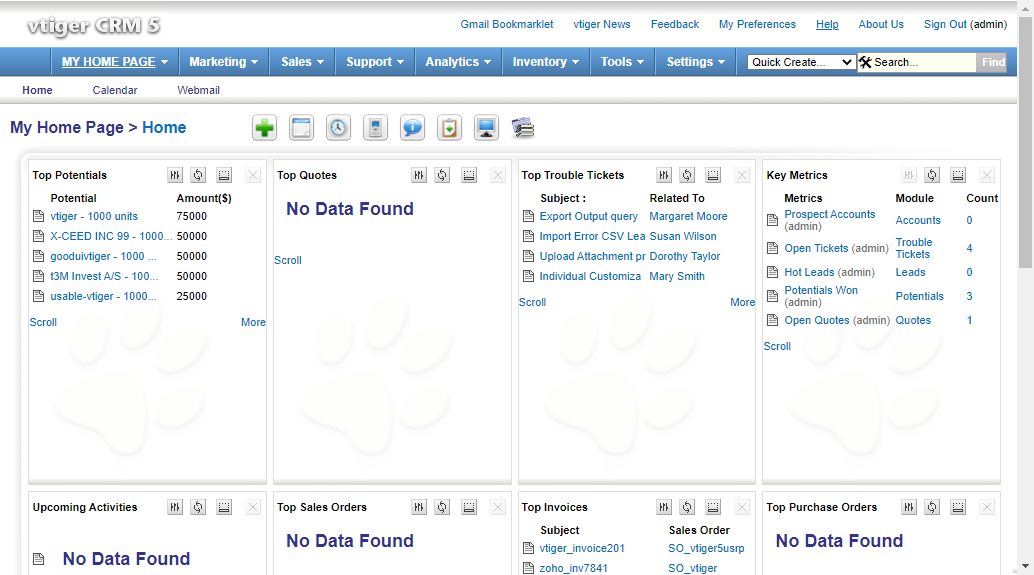 vtiger CRM 5
Gmail Bookmarklet vtiger News Feedback My Preferences Help About Us Sign Out (admin)
MY HOME PAGE Marketing Sales Support Analytics Inventory Tools Settings Quick Create... Search... Find
Home Calendar Webmail
My Home Page > Home
Top Potentials
Potential Amount($)
vtiger - 1000 units 75000
X-CEED INC 99 - 1000... 50000
gooduivtiger - 1000 ... 50000
t3M Invest A/S - 100... 50000
usable-vtiger - 1000... 25000
Scroll More
Top Quotes
No Data Found
Scroll
Top Trouble Tickets
Subject : Related To
Export Output query Margaret Moore
Import Error CSV Lea Susan Wilson
Upload Attachment pr Dorothy Taylor
Individual Customiza Mary Smith
Scroll More
Key Metrics
Metrics Module Count
Prospect Accounts (admin) Accounts 0
Open Tickets (admin) Trouble Tickets 4
Hot Leads (admin) Leads 0
Potentials Won (admin) Potentials 3
Open Quotes (admin) Quotes 1
Scroll
Upcoming Activities
No Data Found
Top Sales Orders
No Data Found
Top Invoices
Subject Sales Order
vtiger_invoice201 SO_vtiger5usrp
zoho_inv7841 SO_vtiger
Top Purchase Orders
No Data Found